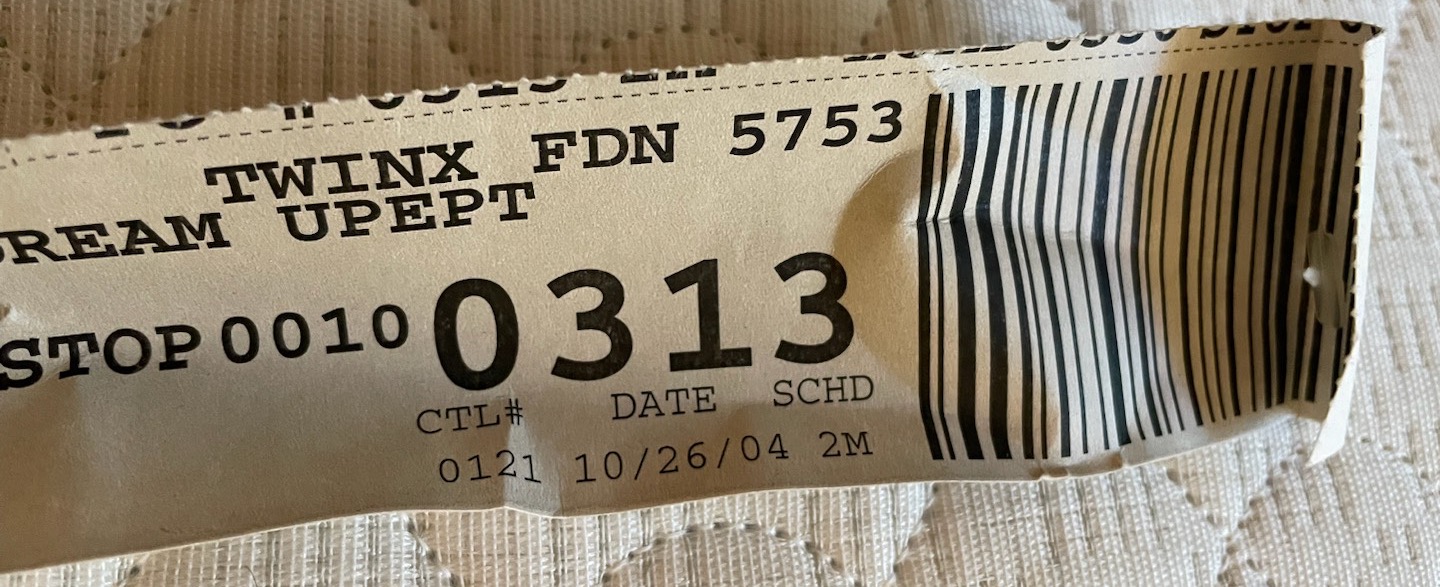 TWINX FDN 5753
REAM UPEPT
STOP 0010 0313
CTL# DATE SCHD
0121 10/26/04 2M